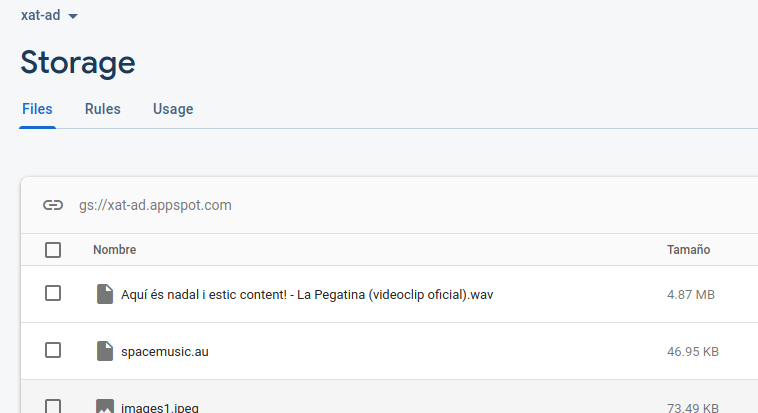 xat-ad
Storage
Files Rules Usage
gs://xat-ad.appspot.com
Nombre Tamaño
Aquí és nadal i estic content! - La Pegatina (videoclip oficial).wav 4.87 MB
spacemusic.au 46.95 KB
images1.jpeg 73.49 KB